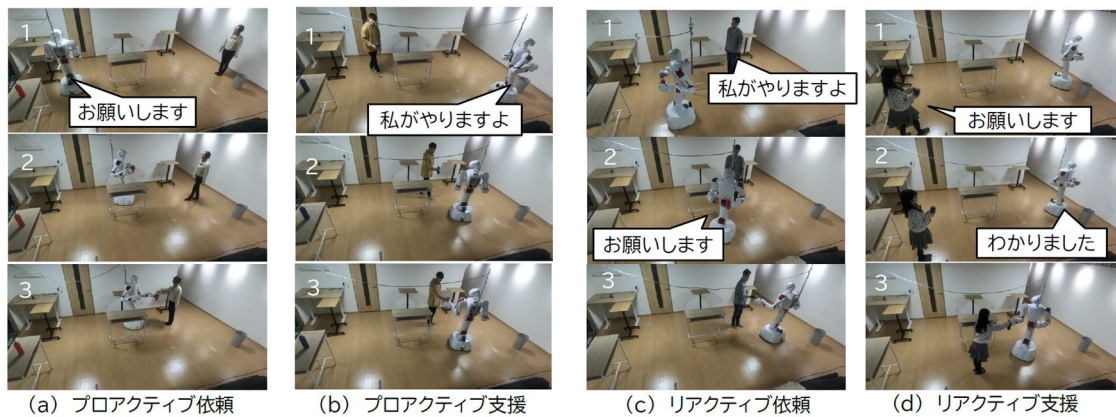 1
お願いします
2
3
(a) プロアクティブ依頼
1
私がやりますよ
2
3
(b) プロアクティブ支援
1
私がやりますよ
2
お願いします
3
(c) リアクティブ依頼
1
お願いします
2
わかりました
3
(d) リアクティブ支援